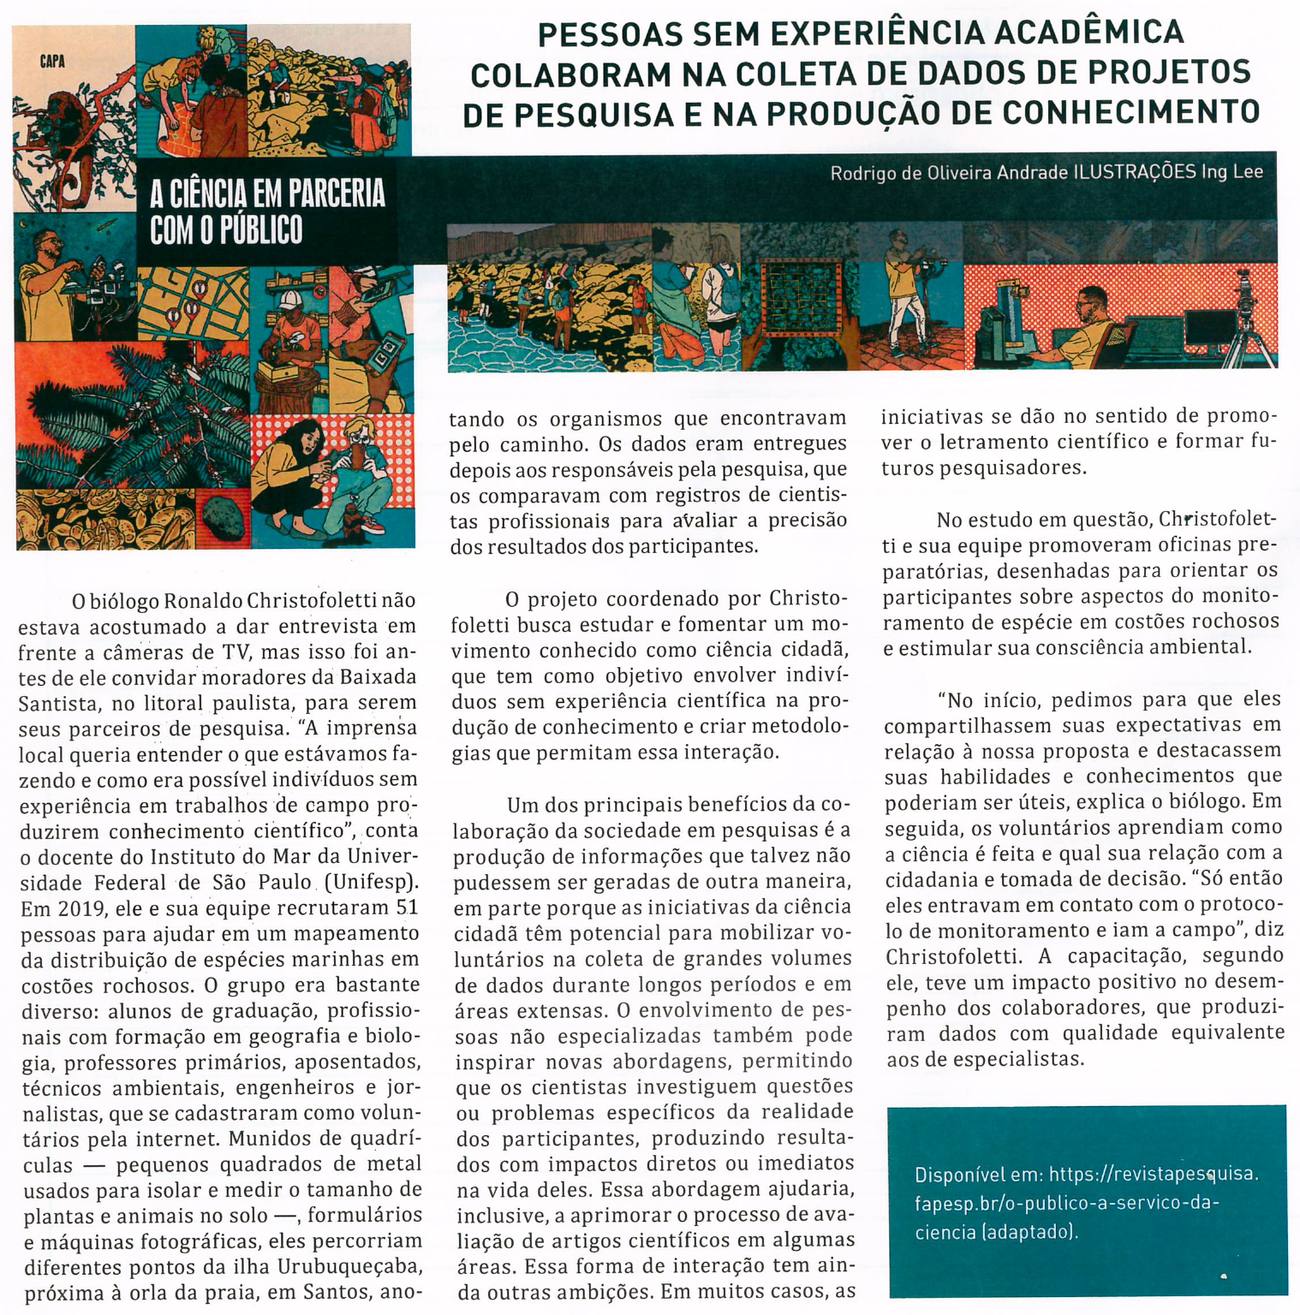 CAPA
A CIÊNCIA EM PARCERIA
COM O PÚBLICO
PESSOAS SEM EXPERIÊNCIA ACADÊMICA
COLABORAM NA COLETA DE DADOS DE PROJETOS
DE PESQUISA E NA PRODUÇÃO DE CONHECIMENTO
Rodrigo de Oliveira Andrade ILUSTRAÇÕES Ing Lee
O biólogo Ronaldo Christofoletti não
estava acostumado a dar entrevista em
frente a câmeras de TV, mas isso foi an-
tes de ele convidar moradores da Baixada
Santista, no litoral paulista, para serem
seus parceiros de pesquisa. “A imprensa
local queria entender o que estávamos fa-
zendo e como era possível indivíduos sem
experiência em trabalhos de campo pro-
duzirem conhecimento científico”, conta
o docente do Instituto do Mar da Univer-
sidade Federal de São Paulo (Unifesp).
Em 2019, ele e sua equipe recrutaram 51
pessoas para ajudar em um mapeamento
da distribuição de espécies marinhas em
costões rochosos. O grupo era bastante
diverso: alunos de graduação, profissio-
nais com formação em geografia e biolo-
gia, professores primários, aposentados,
técnicos ambientais, engenheiros e jor-
nalistas, que se cadastraram como volun-
tários pela internet. Munidos de quadrí-
culas — pequenos quadrados de metal
usados para isolar e medir o tamanho de
plantas e animais no solo —, formulários
e máquinas fotográficas, eles percorriam
diferentes pontos da ilha Urubuqueçaba,
próxima à orla da praia, em Santos, ano-
tando os organismos que encontravam
pelo caminho. Os dados eram entregues
depois aos responsáveis pela pesquisa, que
os comparavam com registros de cientis-
tas profissionais para avaliar a precisão
dos resultados dos participantes.
O projeto coordenado por Christo-
foletti busca estudar e fomentar um mo-
vimento conhecido como ciência cidadã,
que tem como objetivo envolver indiví-
duos sem experiência científica na pro-
dução de conhecimento e criar metodolo-
gias que permitam essa interação.
Um dos principais benefícios da co-
laboração da sociedade em pesquisas é a
produção de informações que talvez não
pudessem ser geradas de outra maneira,
em parte porque as iniciativas da ciência
cidadã têm potencial para mobilizar vo-
luntários na coleta de grandes volumes
de dados durante longos períodos e em
áreas extensas. O envolvimento de pes-
soas não especializadas também pode
inspirar novas abordagens, permitindo
que os cientistas investiguem questões
ou problemas específicos da realidade
dos participantes, produzindo resulta-
dos com impactos diretos ou imediatos
na vida deles. Essa abordagem ajudaria,
inclusive, a aprimorar o processo de ava-
liação de artigos científicos em algumas
áreas. Essa forma de interação tem ain-
da outras ambições. Em muitos casos, as
iniciativas se dão no sentido de promo-
ver o letramento científico e formar fu-
turos pesquisadores.
No estudo em questão, Christofolet-
ti e sua equipe promoveram oficinas pre-
paratórias, desenhadas para orientar os
participantes sobre aspectos do monito-
ramento de espécie em costões rochosos
e estimular sua consciência ambiental.
“No início, pedimos para que eles
compartilhassem suas expectativas em
relação à nossa proposta e destacassem
suas habilidades e conhecimentos que
poderiam ser úteis, explica o biólogo. Em
seguida, os voluntários aprendiam como
a ciência é feita e qual sua relação com a
cidadania e tomada de decisão. “Só então
eles entravam em contato com o protoco-
lo de monitoramento e iam a campo”, diz
Christofoletti. A capacitação, segundo
ele, teve um impacto positivo no desem-
penho dos colaboradores, que produzi-
ram dados com qualidade equivalente
aos de especialistas.
Disponível em: https://revistapesquisa.
fapesp.br/o-publico-a-servico-da-
ciencia (adaptado).